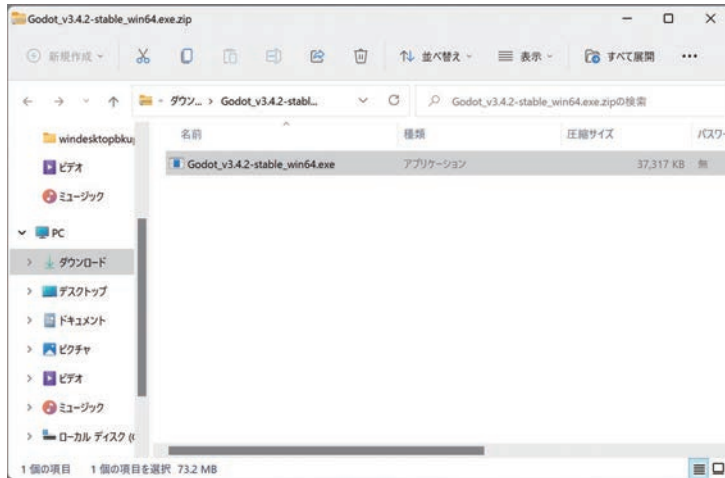 Godot_v3.4.2-stable_win64.exe.zip
新規作成
並べ替え
表示
すべて展開
ダウン... › Godot_v3.4.2-stabl...
Godot_v3.4.2-stable_win64.exe.zipの検索
名前 種類 圧縮サイズ パスワ
Godot_v3.4.2-stable_win64.exe アプリケーション 37,317 KB 無
windesktopbku
ビデオ
ミュージック
PC
ダウンロード
デスクトップ
ドキュメント
ピクチャ
ビデオ
ミュージック
ローカル ディスク (
1 個の項目 1 個の項目を選択 73.2 MB